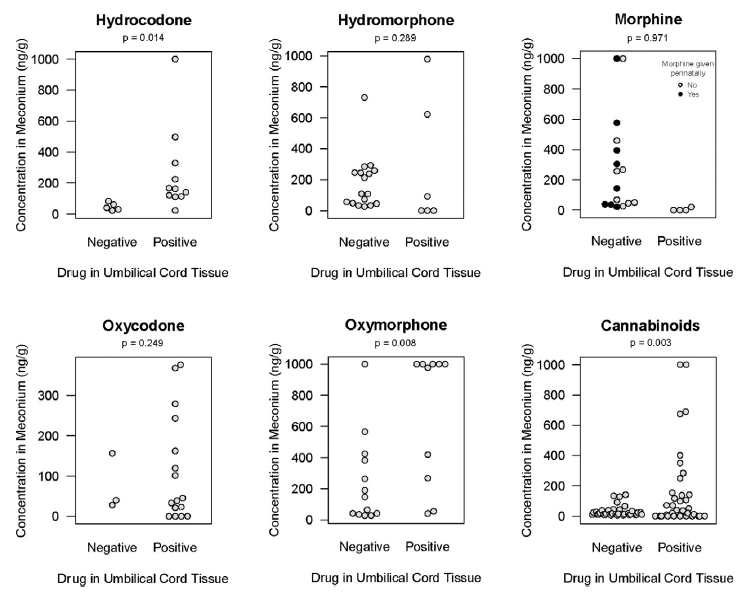 Hydrocodone
p = 0.014
Concentration in Meconium (ng/g)
1000
800
600
400
200
0
Negative Positive
Drug in Umbilical Cord Tissue
Hydromorphone
p = 0.289
Concentration in Meconium (ng/g)
1000
800
600
400
200
0
Negative Positive
Drug in Umbilical Cord Tissue
Morphine
p = 0.971
Concentration in Meconium (ng/g)
1000
800
600
400
200
0
Morphine given
perinatally
No
Yes
Negative Positive
Drug in Umbilical Cord Tissue
Oxycodone
p = 0.249
Concentration in Meconium (ng/g)
300
200
100
0
Negative Positive
Drug in Umbilical Cord Tissue
Oxymorphone
p = 0.008
Concentration in Meconium (ng/g)
1000
800
600
400
200
0
Negative Positive
Drug in Umbilical Cord Tissue
Cannabinoids
p = 0.003
Concentration in Meconium (ng/g)
1000
800
600
400
200
0
Negative Positive
Drug in Umbilical Cord Tissue